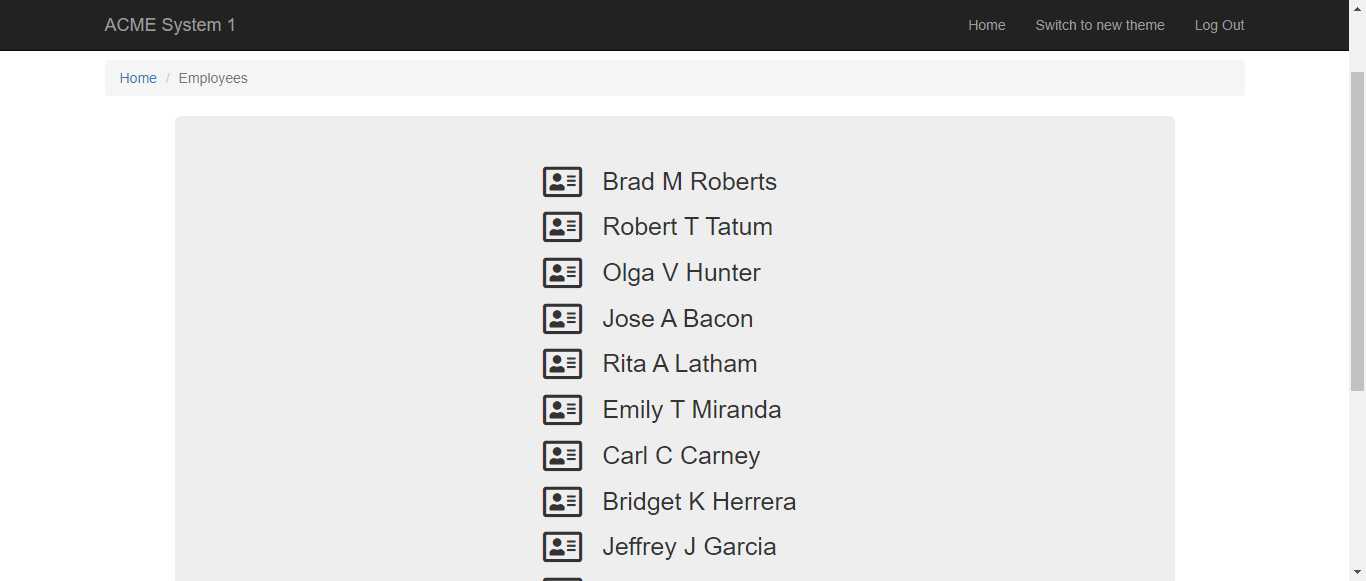 ACME System 1 Home Switch to new theme Log Out
Home / Employees
Brad M Roberts
Robert T Tatum
Olga V Hunter
Jose A Bacon
Rita A Latham
Emily T Miranda
Carl C Carney
Bridget K Herrera
Jeffrey J Garcia